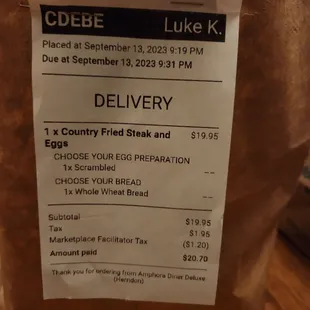 CDEBE Luke K.
Placed at September 13, 2023 9:19 PM
Due at September 13, 2023 9:31 PM
DELIVERY
1 x Country Fried Steak and $19.95
Eggs
CHOOSE YOUR EGG PREPARATION
1x Scrambled --
CHOOSE YOUR BREAD
1x Whole Wheat Bread --
Subtotal $19.95
Tax $1.95
Marketplace Facilitator Tax ($1.20)
Amount paid $20.70
Thank you for ordering from Amphora Diner Deluxe
(Herndon)